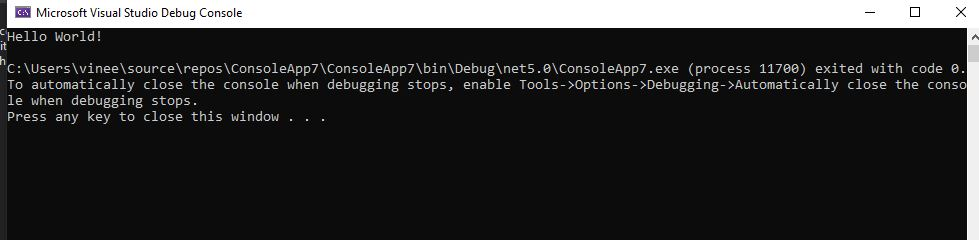 Microsoft Visual Studio Debug Console
Hello World!
C:\Users\vinee\source\repos\ConsoleApp7\ConsoleApp7\bin\Debug\net5.0\ConsoleApp7.exe (process 11700) exited with code 0.
To automatically close the console when debugging stops, enable Tools->Options->Debugging->Automatically close the conso
le when debugging stops.
Press any key to close this window . . .